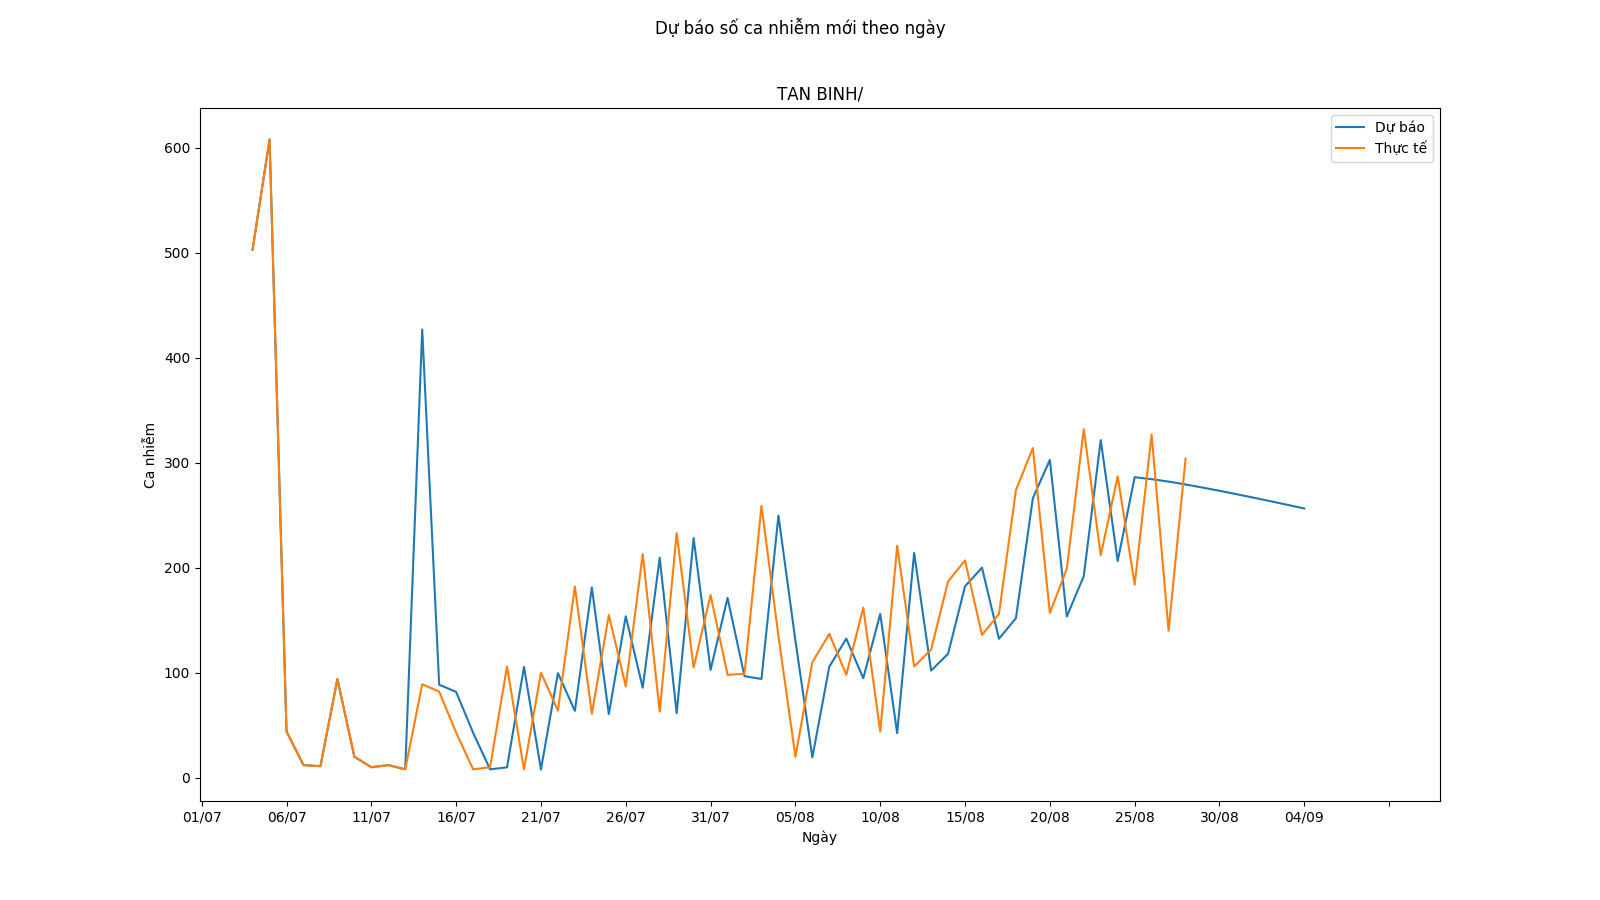 Dự báo số ca nhiễm mới theo ngày
TAN BINH/
Dự báo
Thực tế
600
500
400
300
200
100
0
Ca nhiễm
01/07 06/07 11/07 16/07 21/07 26/07 31/07 05/08 10/08 15/08 20/08 25/08 30/08 04/09
Ngày